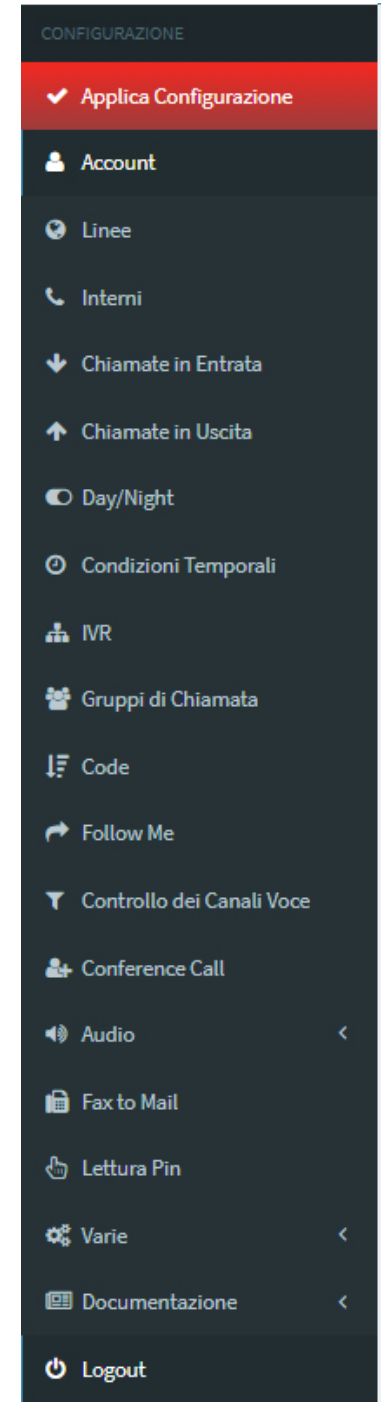 CONFIGURAZIONE
Applica Configurazione
Account
Linee
Interni
Chiamate in Entrata
Chiamate in Uscita
Day/Night
Condizioni Temporali
IVR
Gruppi di Chiamata
Code
Follow Me
Controllo dei Canali Voce
Conference Call
Audio
Fax to Mail
Lettura Pin
Varie
Documentazione
Logout